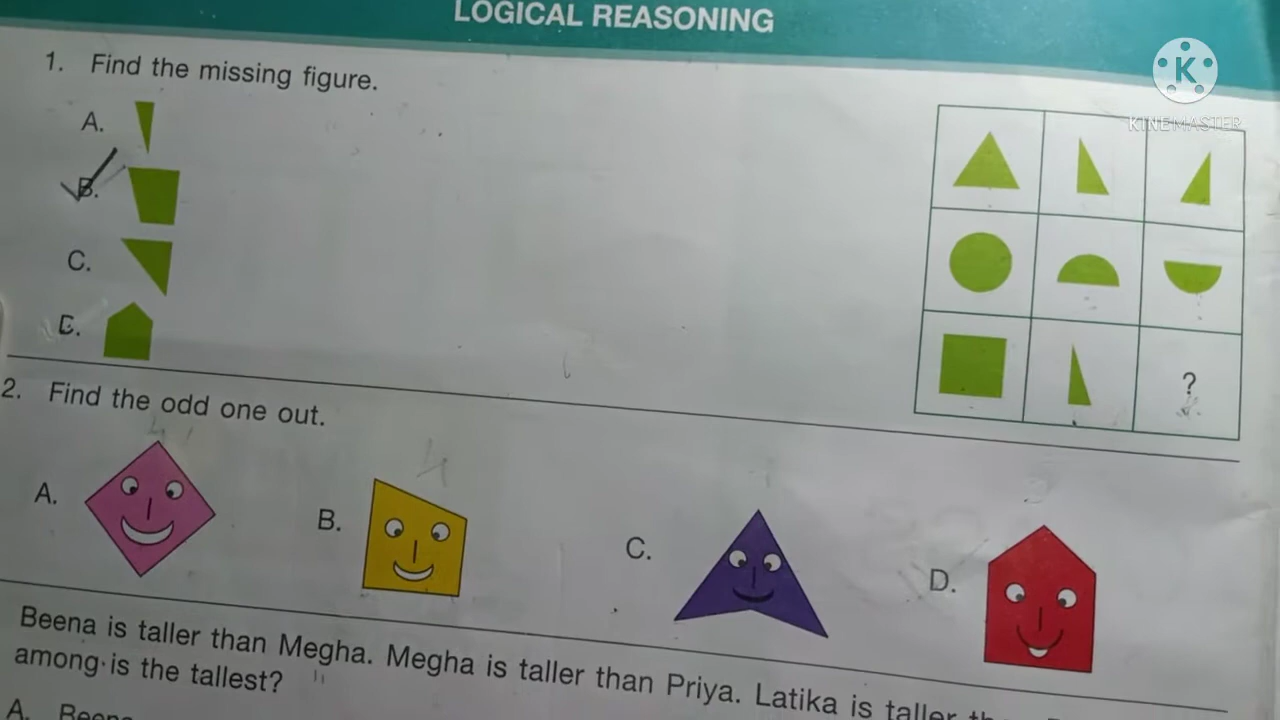 LOGICAL REASONING
1. Find the missing figure.
A.
B.
C.
?
2. Find the odd one out.
A.
B.
C.
D.
Beena is taller than Megha. Megha is taller than Priya. Latika is taller
among is the tallest?
A.
K
KINEMASTER